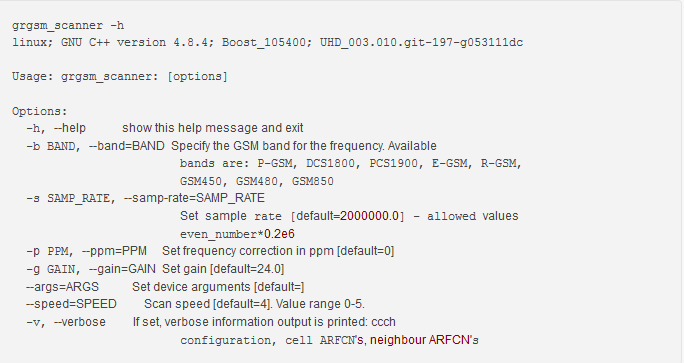 grgsm_scanner -h
linux; GNU C++ version 4.8.4; Boost_105400; UHD_003.010.git-197-g053111dc
Usage: grgsm_scanner: [options]
Options:
-h, --help show this help message and exit
-b BAND, --band=BAND Specify the GSM band for the frequency. Available
bands are: P-GSM, DCS1800, PCS1900, E-GSM, R-GSM,
GSM450, GSM480, GSM850
-s SAMP_RATE, --samp-rate=SAMP_RATE
Set sample rate [default=2000000.0] - allowed values
even_number*0.2e6
-p PPM, --ppm=PPM Set frequency correction in ppm [default=0]
-g GAIN, --gain=GAIN Set gain [default=24.0]
--args=ARGS Set device arguments [default=]
--speed=SPEED Scan speed [default=4]. Value range 0-5.
-v, --verbose If set, verbose information output is printed: ccch
configuration, cell ARFCN's, neighbour ARFCN's